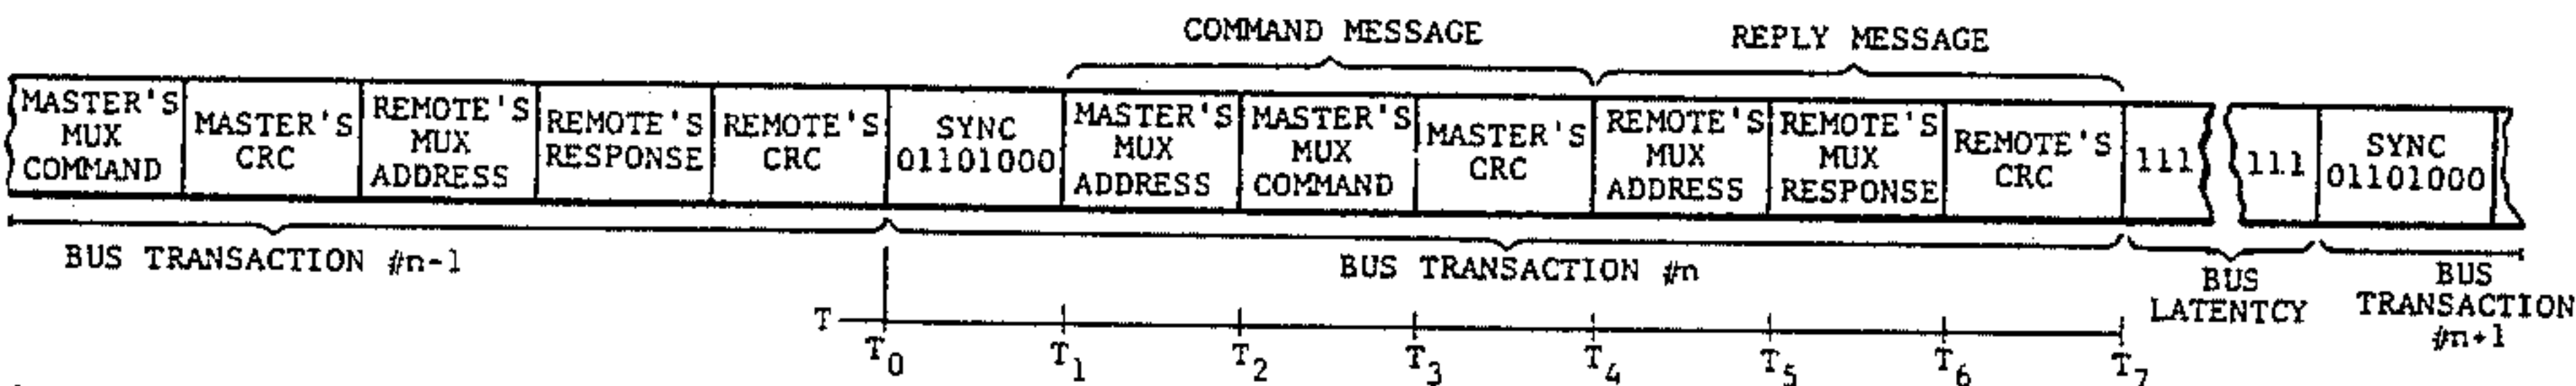 COMMAND MESSAGE
REPLY MESSAGE
MASTER'S
MUX
COMMAND
MASTER'S
CRC
REMOTE'S
MUX
ADDRESS
REMOTE'S
RESPONSE
REMOTE'S
CRC
SYNC
01101000
MASTER'S
MUX
ADDRESS
MASTER'S
MUX
COMMAND
MASTER'S
CRC
REMOTE'S
MUX
ADDRESS
REMOTE'S
MUX
RESPONSE
REMOTE'S
CRC
111
111
SYNC
01101000
BUS TRANSACTION #n-1
BUS TRANSACTION #n
BUS
LATENTCY
BUS
TRANSACTION
#n+1
T
T0
T1
T2
T3
T4
T5
T6
T7